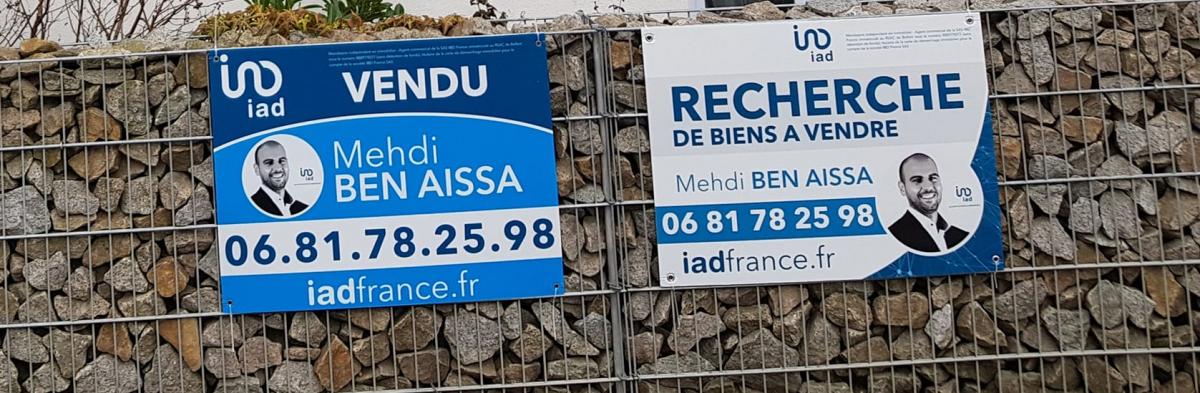 iad
VENDU
Mehdi
BEN AISSA
06.81.78.25.98
iadfrance.fr
iad
RECHERCHE
DE BIENS A VENDRE
Mehdi BEN AISSA
06 81 78 25 98
iad
iadfrance.fr